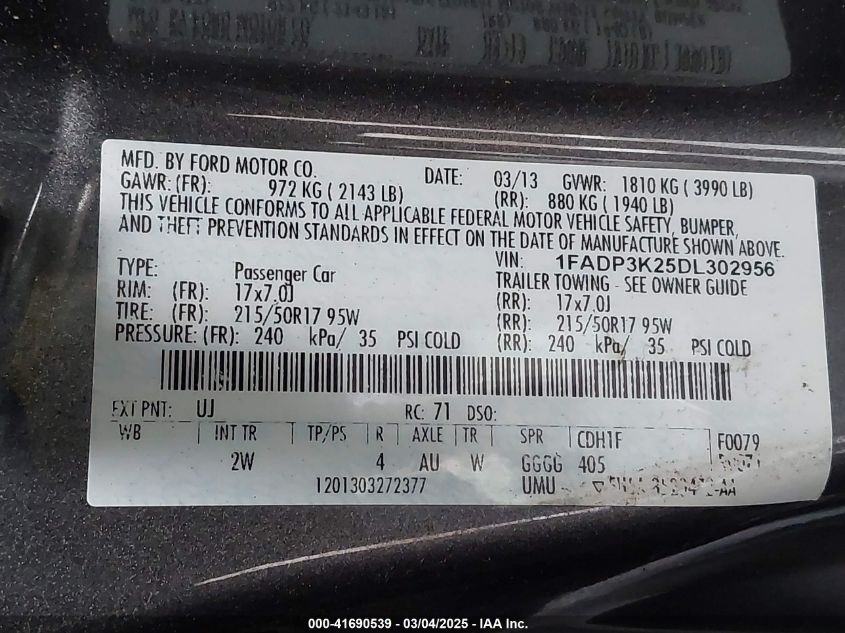 MFD. BY FORD MOTOR CO. DATE: 03/13 GVWR: 1810 KG ( 3990 LB)
GAWR: (FR): 972 KG ( 2143 LB) (RR): 880 KG ( 1940 LB)
THIS VEHICLE CONFORMS TO ALL APPLICABLE FEDERAL MOTOR VEHICLE SAFETY, BUMPER,
AND THEFT PREVENTION STANDARDS IN EFFECT ON THE DATE OF MANUFACTURE SHOWN ABOVE.
VIN: 1FADP3K25DL302956
TYPE: Passenger Car TRAILER TOWING - SEE OWNER GUIDE
RIM: (FR): 17x7.0J (RR): 17x7.0J
TIRE: (FR): 215/50R17 95W (RR): 215/50R17 95W
PRESSURE: (FR): 240 kPa/ 35 PSI COLD (RR): 240 kPa/ 35 PSI COLD
EXT PNT: UJ RC: 71 DSO:
WB INT TR TP/PS R AXLE TR SPR CDH1F F0079
2W 4 AU W GGGG 405
1201303272377 UMU
000-41690539 - 03/04/2025 - IAA Inc.